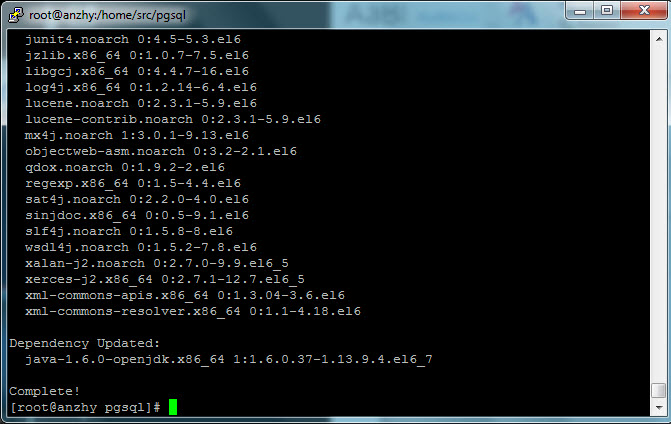 root@anzhy:/home/src/pgsql
junit4.noarch 0:4.5-5.3.el6
jzlib.x86_64 0:1.0.7-7.5.el6
libgcj.x86_64 0:4.4.7-16.el6
log4j.x86_64 0:1.2.14-6.4.el6
lucene.noarch 0:2.3.1-5.9.el6
lucene-contrib.noarch 0:2.3.1-5.9.el6
mx4j.noarch 1:3.0.1-9.13.el6
objectweb-asm.noarch 0:3.2-2.1.el6
qdox.noarch 0:1.9.2-2.el6
regexp.x86_64 0:1.5-4.4.el6
sat4j.noarch 0:2.2.0-4.0.el6
sinjdoc.x86_64 0:0.5-9.1.el6
slf4j.noarch 0:1.5.8-8.el6
wsdl4j.noarch 0:1.5.2-7.8.el6
xalan-j2.noarch 0:2.7.0-9.9.el6_5
xerces-j2.x86_64 0:2.7.1-12.7.el6_5
xml-commons-apis.x86_64 0:1.3.04-3.6.el6
xml-commons-resolver.x86_64 0:1.1-4.18.el6
Dependency Updated:
java-1.6.0-openjdk.x86_64 1:1.6.0.37-1.13.9.4.el6_7
Complete!
[root@anzhy pgsql]#